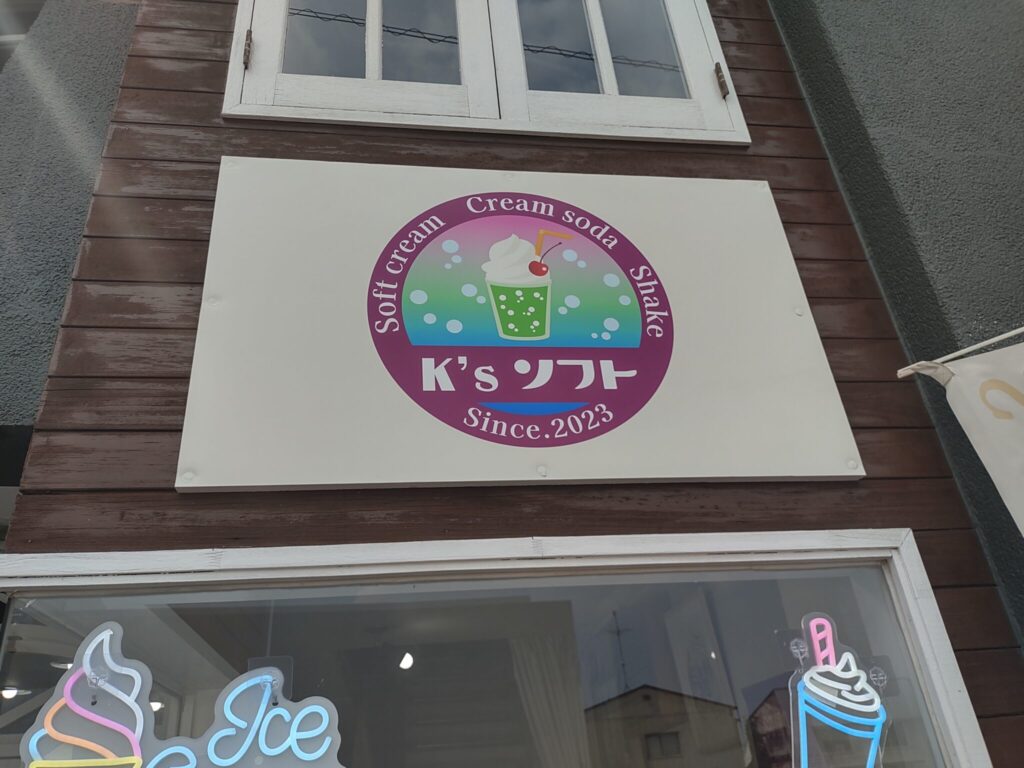 Soft cream Cream soda Shake
K's ソフト
Since.2023
Ice